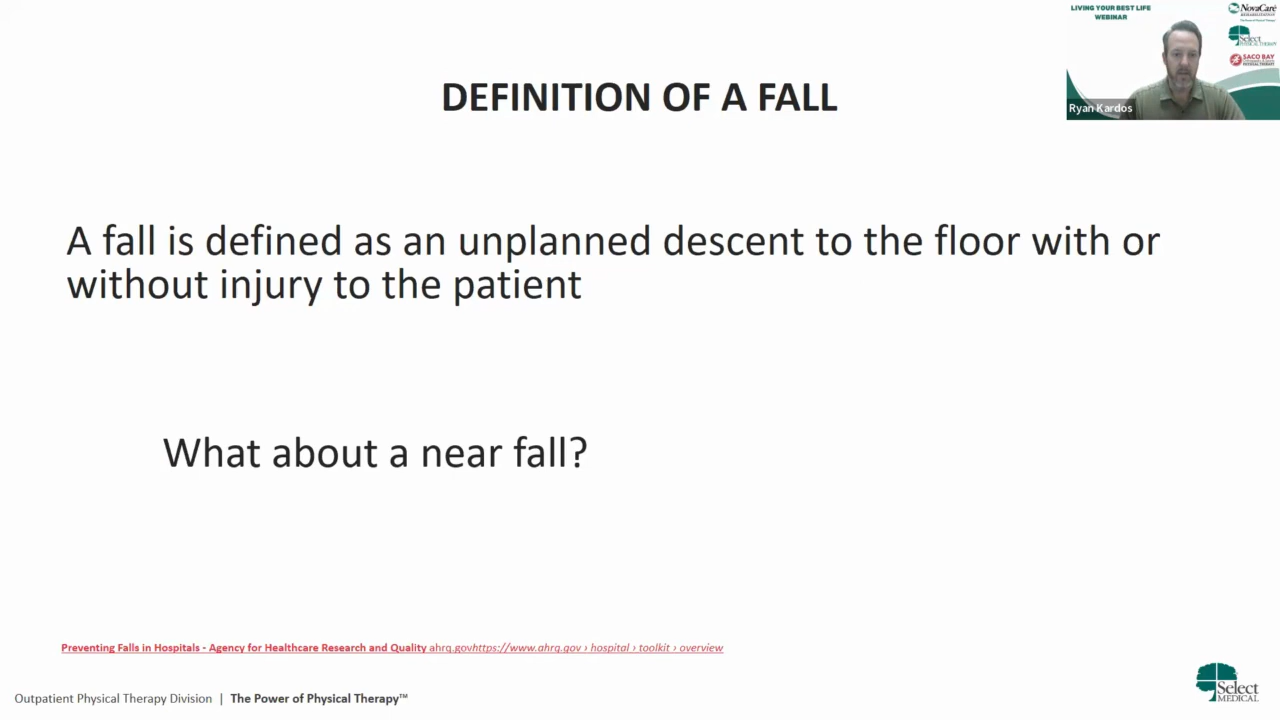 LIVING YOUR BEST LIFE
WEBINAR
NovaCare
REHABILITATION
Select
PHYSICAL THERAPY
SACO BAY
PHYSICAL THERAPY
Ryan Kardos
DEFINITION OF A FALL
A fall is defined as an unplanned descent to the floor with or
without injury to the patient
What about a near fall?
Preventing Falls in Hospitals - Agency for Healthcare Research and Quality ahrq.govhttps://www.ahrq.gov › hospital › toolkit › overview
Outpatient Physical Therapy Division | The Power of Physical Therapy™
Select
MEDICAL